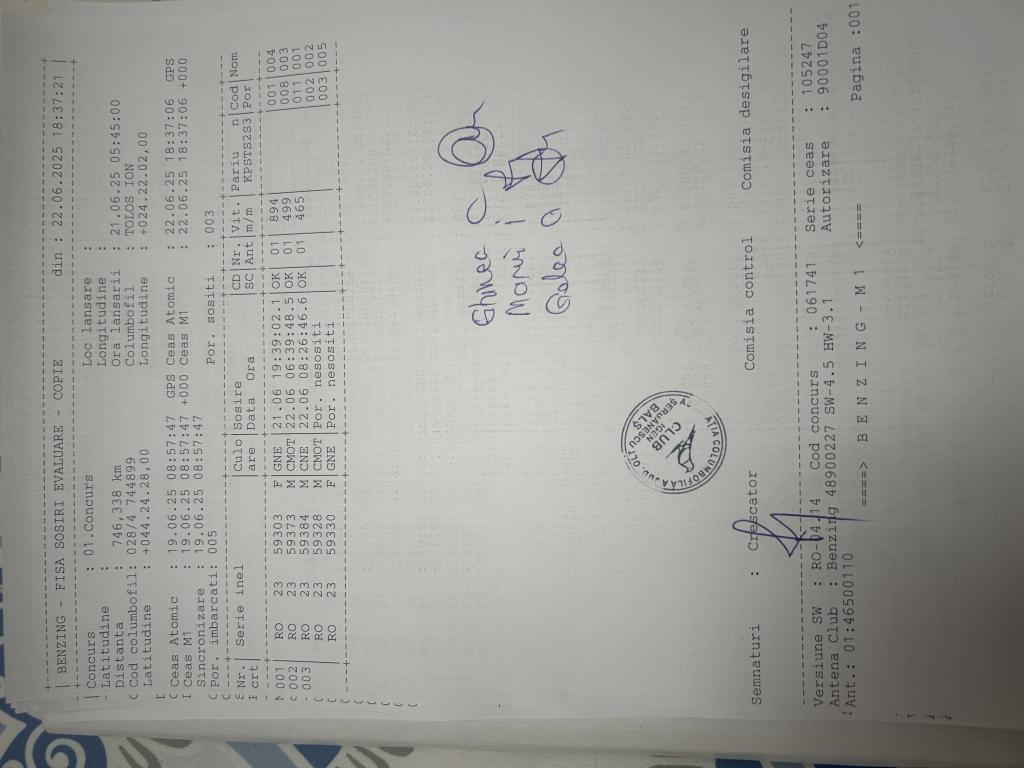 | BENZING - FISA SOSIRI EVALUARE - COPIE din : 22.06.2025 18:37:21 |
Concurs : 01.Concurs Loc lansare :
Latitudine : Longitudine :
Distanta : 746,338 km Ora lansarii : 21.06.25 05:45:00
Cod columbofil: 028/4 744899 Columbofil : TOLOS ION
Latitudine : +044.24.28,00 Longitudine : +024.22.02,00
Ceas Atomic : 19.06.25 08:57:47 GPS Ceas Atomic : 22.06.25 18:37:06 GPS
Ceas M1 : 19.06.25 08:57:47 +000 Ceas M1 : 22.06.25 18:37:06 +000
Sincronizare : 19.06.25 08:57:47
Por. imbarcati: 005 Por. sositi : 003
Nr. | Serie inel |Culo|Sosire |CD|Nr.|Vit.|Pariu n|Cod|Nom
crt| |are |Data Ora |SC|Ant|m/m |KPSTS2S3|Por|
001 | RO 23 59303 F|GNE |21.06 19:39:02.1|OK| 01| 894| |001|004
002 | RO 23 59373 M|CMOT|22.06 06:39:48.5|OK| 01| 499| |008|003
003 | RO 23 59384 M|CNE |22.06 08:26:46.6|OK| 01| 465| |011|001
| RO 23 59328 M|CMOT|Por. nesositi | | | | |002|002
| RO 23 59330 F|GNE |Por. nesositi | | | | |003|005
CLUB
BALS
Semnaturi : Crescator Comisia control Comisia desigilare
Versiune SW : RO-04.14 Cod concurs : 061741 Serie ceas : 105247
Antena Club : Benzing 48900227 SW-4.5 HW-3.1 Autorizare : 90001D04
Ant.: 01:46500110
====> B E N Z I N G - M 1 <==== Pagina :001